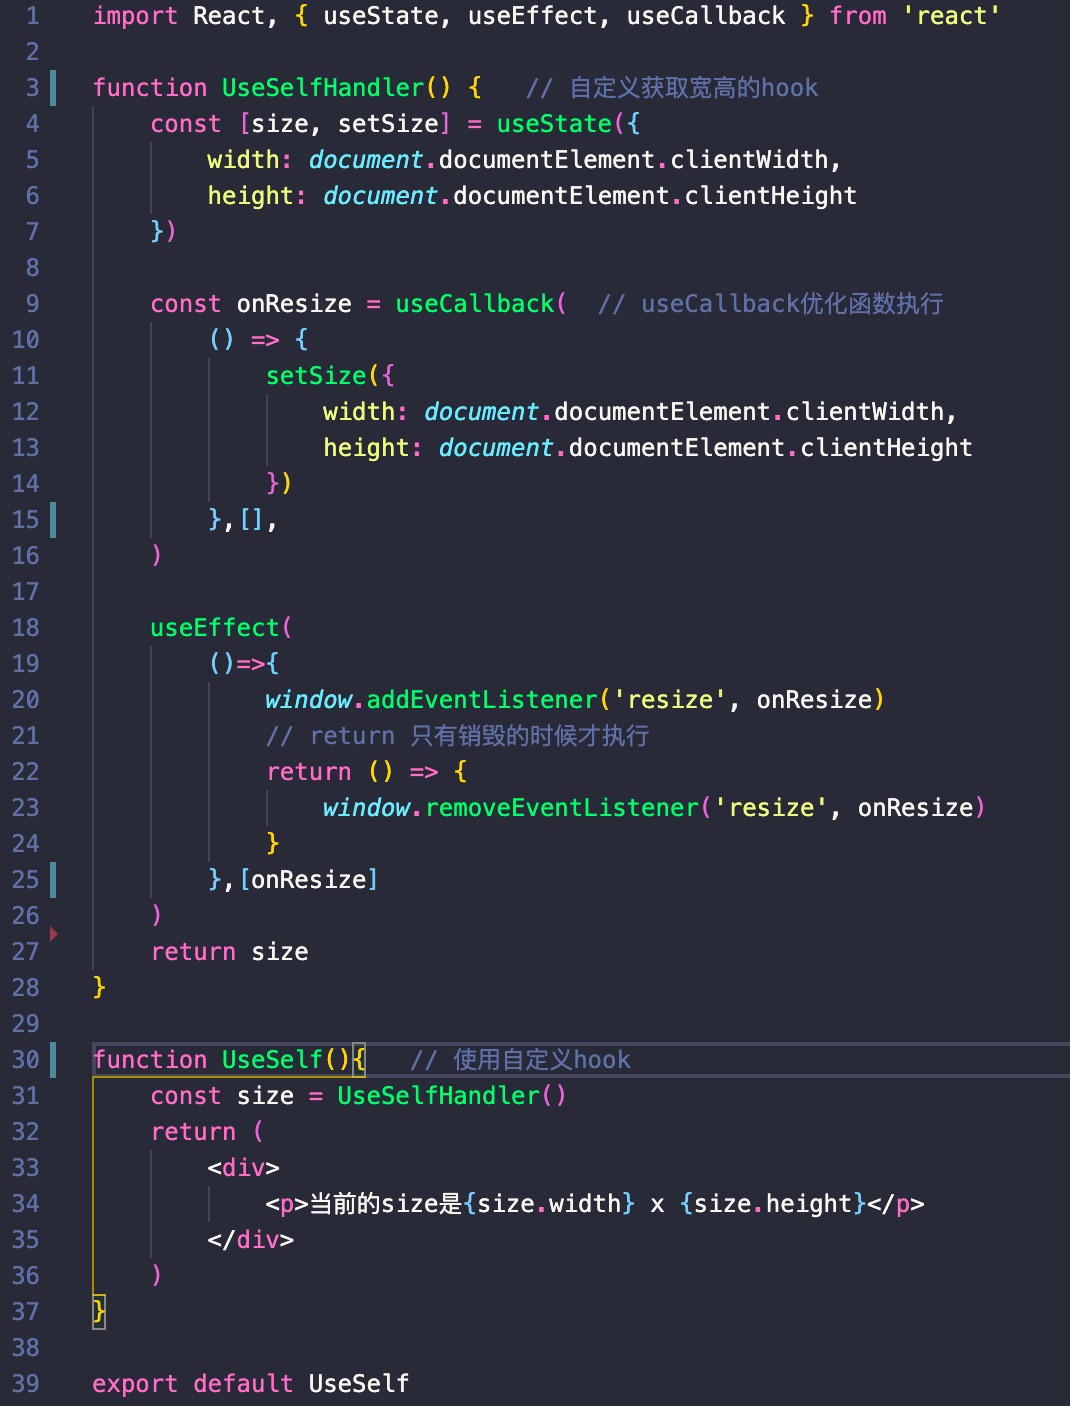 1 import React, { useState, useEffect, useCallback } from 'react'
2
3 function UseSelfHandler() {   // 自定义获取宽高的hook
4     const [size, setSize] = useState({
5         width: document.documentElement.clientWidth,
6         height: document.documentElement.clientHeight
7     })
8
9     const onResize = useCallback(  // useCallback优化函数执行
10         () => {
11             setSize({
12                 width: document.documentElement.clientWidth,
13                 height: document.documentElement.clientHeight
14             })
15         },[],
16     )
17
18     useEffect(
19         ()=>{
20             window.addEventListener('resize', onResize)
21             // return 只有销毁的时候才执行
22             return () => {
23                 window.removeEventListener('resize', onResize)
24             }
25         },[onResize]
26     )
27     return size
28 }
29
30 function UseSelf(){   // 使用自定义hook
31     const size = UseSelfHandler()
32     return (
33         <div>
34             <p>当前的size是{size.width} x {size.height}</p>
35         </div>
36     )
37 }
38
39 export default UseSelf